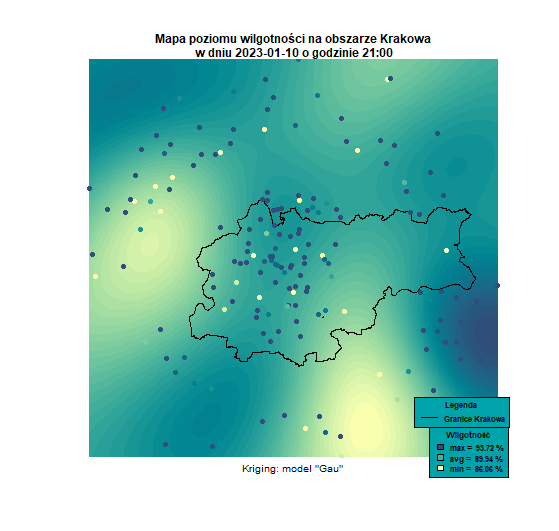 Mapa poziomu wilgotności na obszarze Krakowa
w dniu 2023-01-10 o godzinie 21:00
Legenda
Granice Krakowa
Wilgotność
max = 93.72 %
avg = 89.94 %
min = 86.06 %
Kriging: model "Gau"